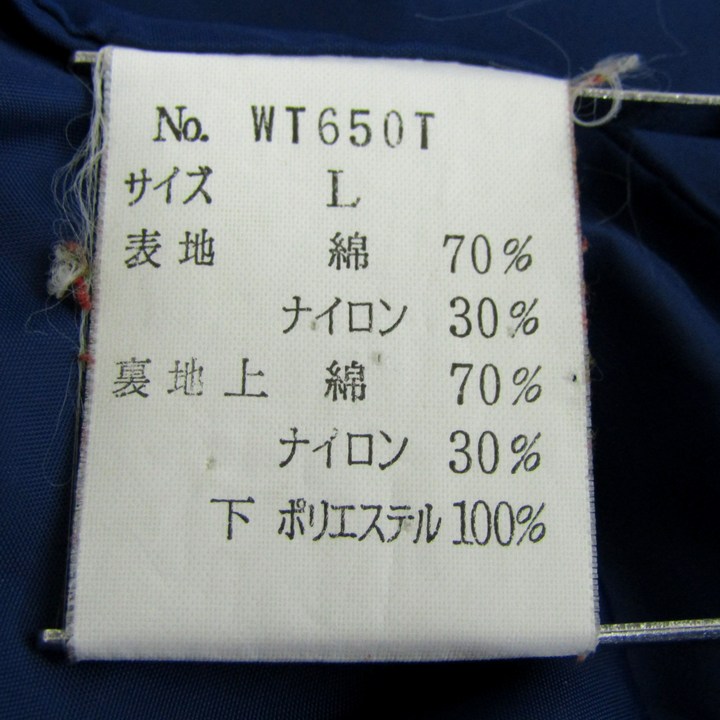 No. WT650T
サイズ L
表地 綿 70%
ナイロン 30%
裏地上 綿 70%
ナイロン 30%
下 ポリエステル 100%